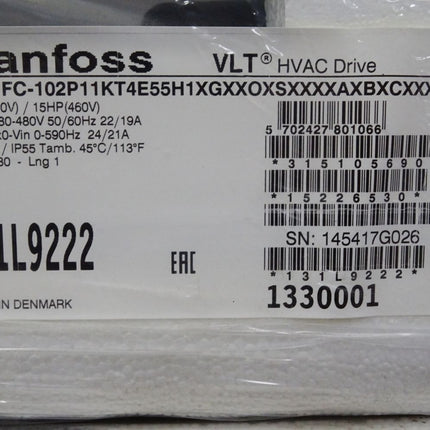 anfoss VLT® HVAC Drive
FC-102P11KT4E55H1XGXXOXSXXXXAXBXCXXX
0V) / 15HP(460V)
80-480V 50/60Hz 22/19A
x0-Vin 0-590Hz 24/21A
/ IP55 Tamb. 45°C/113°F
80 - Lng 1
5 702427 801066
*315105690
*15226530*
1L9222
EAC
SN: 145417G026
*131L9222*
1330001
IN DENMARK